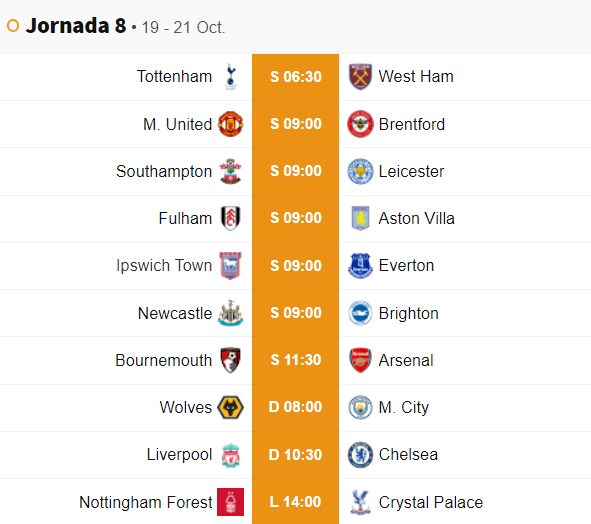 Jornada 8 • 19 - 21 Oct.
Tottenham S 06:30 West Ham
M. United S 09:00 Brentford
Southampton S 09:00 Leicester
Fulham S 09:00 Aston Villa
Ipswich Town S 09:00 Everton
Newcastle S 09:00 Brighton
Bournemouth S 11:30 Arsenal
Wolves D 08:00 M. City
Liverpool D 10:30 Chelsea
Nottingham Forest L 14:00 Crystal Palace